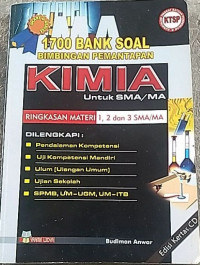 KTSP
1700 BANK SOAL
BIMBINGAN PEMANTAPAN
KIMIA
Untuk SMA/MA
RINGKASAN MATERI 1, 2 dan 3 SMA/MA
DILENGKAPI :
Pendalaman Kompetensi
Uji Kompetensi Mandiri
Ulum (Ulangan Umum)
Ujian Sekolah
SPMB, UM-UGM, UM-ITB
Budiman Anwar
Edisi Kertas CD